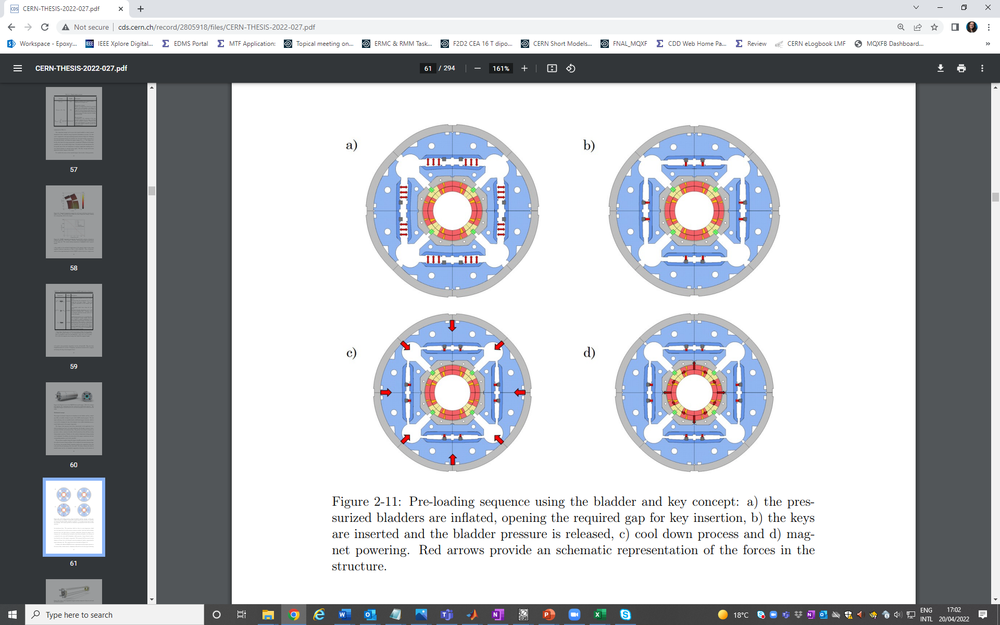 CDS CERN-THESIS-2022-027.pdf
Not secure cds.cern.ch/record/2805918/files/CERN-THESIS-2022-027.pdf
Workspace - Epoxy... IEEE IEEE Xplore Digital... EDMS Portal MTF Application: Topical meeting on... ERMC & RMM Task... F2D2 CEA 16 T dipo... CERN Short Models... FNAL_MQXF CDD Web Home Pa... Review CERN eLogbook LMF MQXFB Dashboard... »
CERN-THESIS-2022-027.pdf 61 / 294 161%
57
58
59
60
61
a)
b)
c)
d)
Figure 2-11: Pre-loading sequence using the bladder and key concept: a) the pres-
surized bladders are inflated, opening the required gap for key insertion, b) the keys
are inserted and the bladder pressure is released, c) cool down process and d) mag-
net powering. Red arrows provide an schematic representation of the forces in the
structure.
Type here to search
18°C
ENG
INTL
17:02
20/04/2022